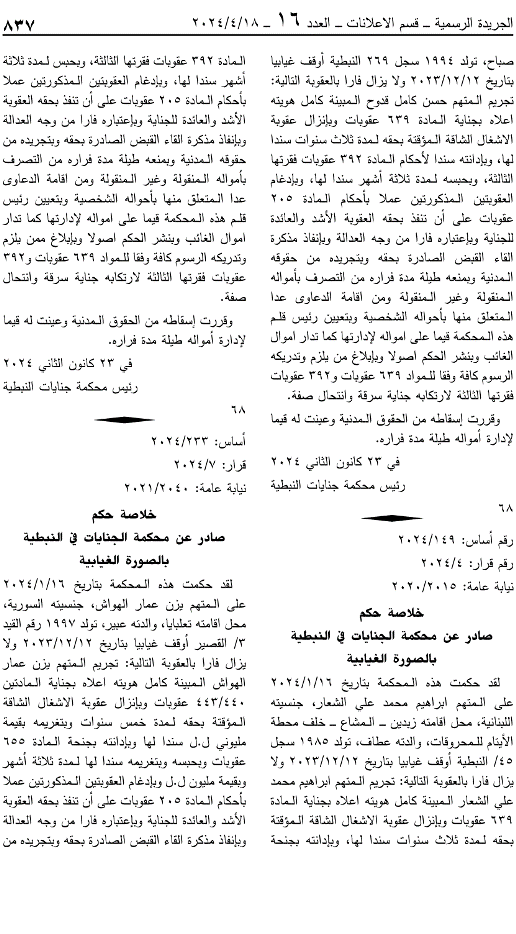 الجريدة الرسمية ــ قسم الاعلانات ــ العدد ١٦ ــ ٢٠٢٤/٤/١٨
٨٣٧
صباح، تولد ١٩٩٤ سجل ٢٦٩ النبطية أوقف غيابيا
بتاريخ ٢٠٢٣/١٢/١٢ ولا يزال فارا بالعقوبة التالية:
تجريم المتهم حسن كامل قدوح المبينة كامل هويته
اعلاه بجناية المادة ٦٣٩ عقوبات وبإنزال عقوبة
الاشغال الشاقة المؤقتة بحقه لمدة ثلاث سنوات سندا
لها، وبإدانته سندا لأحكام المادة ٣٩٢ عقوبات فقرتها
الثالثة، وبحبسه لمدة ثلاثة أشهر سندا لها، وبإدغام
العقوبتين المذكورتين عملا بأحكام المادة ٢٠٥
عقوبات على أن تنفذ بحقه العقوبة الأشد والعائدة
للجناية وبإعتباره فارا من وجه العدالة وبإنفاذ مذكرة
القاء القبض الصادرة بحقه وبتجريده من حقوقه
المدنية وبمنعه طيلة مدة فراره من التصرف بأمواله
المنقولة وغير المنقولة ومن اقامة الدعاوى عدا
المتعلق منها بأحواله الشخصية وبتعيين رئيس قلم
هذه المحكمة قيما على امواله لإدارتها كما تدار اموال
الغائب وبنشر الحكم اصولا وبإبلاغ من يلزم وتدريكه
الرسوم كافة وفقا للمواد ٦٣٩ عقوبات و٣٩٢ عقوبات
فقرتها الثالثة لارتكابه جناية سرقة وانتحال صفة.
وقررت إسقاطه من الحقوق المدنية وعينت له قيما
لإدارة أمواله طيلة مدة فراره.
في ٢٣ كانون الثاني ٢٠٢٤
رئيس محكمة جنايات النبطية
٦٨
رقم أساس: ٢٠٢٤/١٤٩
رقم قرار: ٢٠٢٤/٤
نيابة عامة: ٢٠٢٠/٢٠١٥
خلاصة حكم
صادر عن محكمة الجنايات في النبطية
بالصورة الغيابية
لقد حكمت هذه المحكمة بتاريخ ٢٠٢٤/١/١٦
على المتهم ابراهيم محمد علي الشعار، جنسيته
اللبنانية، محل اقامته زبدين ــ المشاع ــ خلف محطة
الأيتام للمحروقات، والدته عطاف، تولد ١٩٨٥ سجل
٤٥/ النبطية أوقف غيابيا بتاريخ ٢٠٢٣/١٢/١٢ ولا
يزال فارا بالعقوبة التالية: تجريم المتهم ابراهيم محمد
علي الشعار المبينة كامل هويته اعلاه بجناية المادة
٦٣٩ عقوبات وبإنزال عقوبة الاشغال الشاقة المؤقتة
بحقه لمدة ثلاث سنوات سندا لها، وبإدانته بجنحة
المادة ٣٩٢ عقوبات فقرتها الثالثة، وبحبس لمدة ثلاثة
أشهر سندا لها، وبإدغام العقوبتين المذكورتين عملا
بأحكام المادة ٢٠٥ عقوبات على أن تنفذ بحقه العقوبة
الأشد والعائدة للجناية وبإعتباره فارا من وجه العدالة
وبإنفاذ مذكرة القاء القبض الصادرة بحقه وبتجريده من
حقوقه المدنية وبمنعه طيلة مدة فراره من التصرف
بأمواله المنقولة وغير المنقولة ومن اقامة الدعاوى
عدا المتعلق منها بأحواله الشخصية وبتعيين رئيس
قلم هذه المحكمة قيما على امواله لإدارتها كما تدار
اموال الغائب وبنشر الحكم اصولا وبإبلاغ ممن يلزم
وتدريكه الرسوم كافة وفقا للمواد ٦٣٩ عقوبات و٣٩٢
عقوبات فقرتها الثالثة لارتكابه جناية سرقة وانتحال
صفة.
وقررت إسقاطه من الحقوق المدنية وعينت له قيما
لإدارة أمواله طيلة مدة فراره.
في ٢٣ كانون الثاني ٢٠٢٤
رئيس محكمة جنايات النبطية
٦٨
أساس: ٢٠٢٤/٢٣٣
قرار: ٢٠٢٤/٧
نيابة عامة: ٢٠٢١/٢٠٤٠
خلاصة حكم
صادر عن محكمة الجنايات في النبطية
بالصورة الغيابية
لقد حكمت هذه المحكمة بتاريخ ٢٠٢٤/١/١٦
على المتهم يزن عمار الهواش، جنسيته السورية،
محل اقامته تعلبايا، والدته عبير، تولد ١٩٩٧ رقم القيد
٣/ القصير أوقف غيابيا بتاريخ ٢٠٢٣/١٢/١٢ ولا
يزال فارا بالعقوبة التالية: تجريم المتهم يزن عمار
الهواش المبينة كامل هويته اعلاه بجناية المادتين
٤٤٣/٤٤٠ عقوبات وبإنزال عقوبة الاشغال الشاقة
المؤقتة بحقه لمدة خمس سنوات وبتغريمه بقيمة
مليوني ل.ل سندا لها وبإدانته بجنحة المادة ٦٥٥
عقوبات وبحبسه وبتغريمه سندا لها لمدة ثلاثة أشهر
وبقيمة مليون ل.ل وبإدغام العقوبتين المذكورتين عملا
بأحكام المادة ٢٠٥ عقوبات على أن تنفذ بحقه العقوبة
الأشد والعائدة للجناية وبإعتباره فارا من وجه العدالة
وبإنفاذ مذكرة القاء القبض الصادرة بحقه وبتجريده من